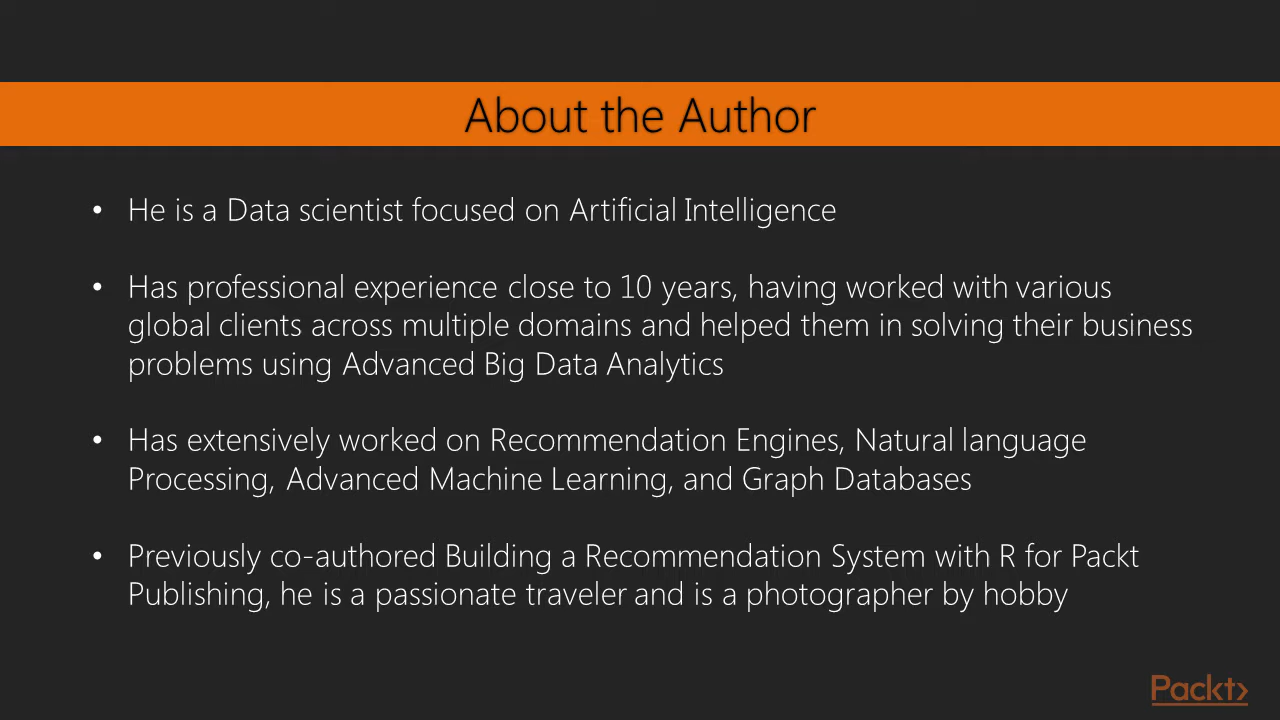 About the Author
• He is a Data scientist focused on Artificial Intelligence
• Has professional experience close to 10 years, having worked with various
global clients across multiple domains and helped them in solving their business
problems using Advanced Big Data Analytics
• Has extensively worked on Recommendation Engines, Natural language
Processing, Advanced Machine Learning, and Graph Databases
• Previously co-authored Building a Recommendation System with R for Packt
Publishing, he is a passionate traveler and is a photographer by hobby
Packt>